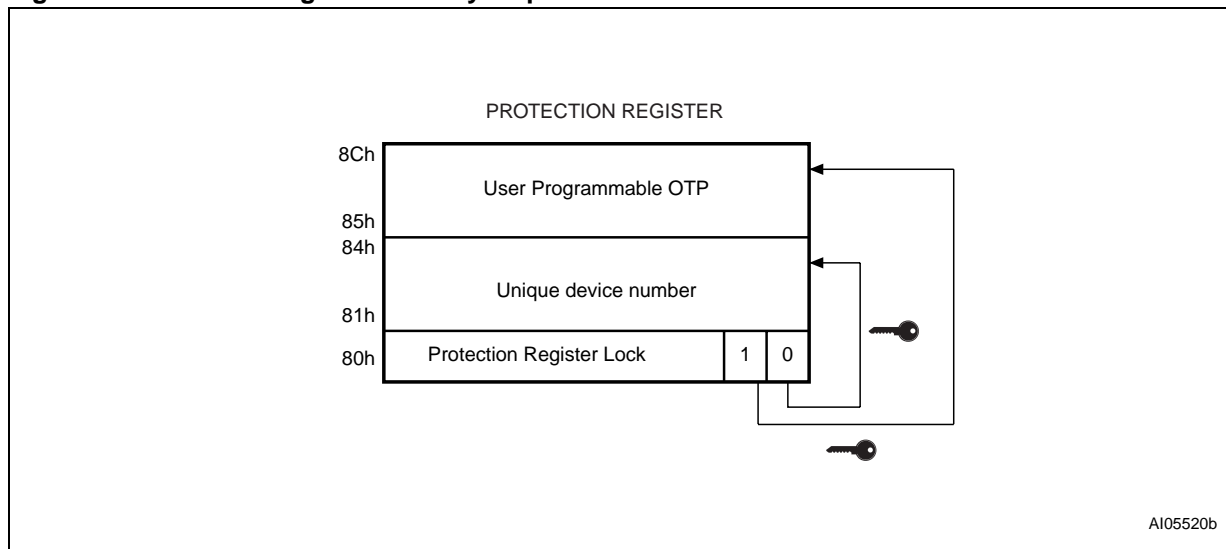 PROTECTION REGISTER
8Ch
User Programmable OTP
85h
84h
Unique device number
81h
80h Protection Register Lock 1 0
AI05520b